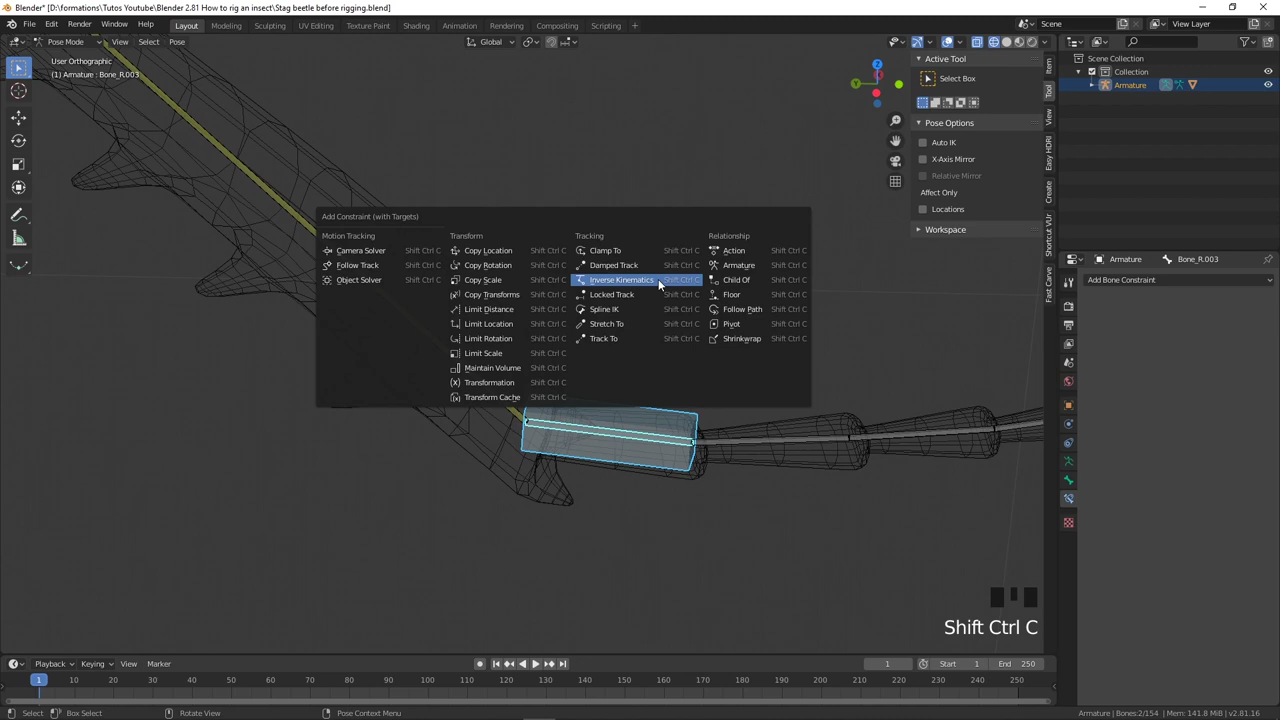 Blender* [D:\formations\Tutos Youtube\Blender 2.81 How to rig an insect\Stag beetle before rigging.blend]
File Edit Render Window Help Layout Modeling Sculpting UV Editing Texture Paint Shading Animation Rendering Compositing Scripting Scene View Layer
Pose Mode View Select Pose Global
User Orthographic
(1) Armature : Bone_R.003
Z
Y
Active Tool
Select Box
Pose Options
Auto IK
X-Axis Mirror
Relative Mirror
Affect Only
Locations
Workspace
Item
Tool
View
Easy HDRI
Create
Shortcut VUr
Fast Carve
Scene Collection
Collection
Armature
Armature Bone_R.003
Add Bone Constraint
Add Constraint (with Targets)
Motion Tracking
Camera Solver Shift Ctrl C
Follow Track Shift Ctrl C
Object Solver Shift Ctrl C
Transform
Copy Location Shift Ctrl C
Copy Rotation Shift Ctrl C
Copy Scale Shift Ctrl C
Copy Transforms Shift Ctrl C
Limit Distance Shift Ctrl C
Limit Location Shift Ctrl C
Limit Rotation Shift Ctrl C
Limit Scale Shift Ctrl C
Maintain Volume Shift Ctrl C
Transformation Shift Ctrl C
Transform Cache Shift Ctrl C
Tracking
Clamp To Shift Ctrl C
Damped Track Shift Ctrl C
Inverse Kinematics Shift Ctrl C
Locked Track Shift Ctrl C
Spline IK Shift Ctrl C
Stretch To Shift Ctrl C
Track To Shift Ctrl C
Relationship
Action Shift Ctrl C
Armature Shift Ctrl C
Child Of Shift Ctrl C
Floor Shift Ctrl C
Follow Path Shift Ctrl C
Pivot Shift Ctrl C
Shrinkwrap Shift Ctrl C
Shift Ctrl C
Playback Keying View Marker 1 Start 1 End 250
1 10 20 30 40 50 60 70 80 90 100 110 120 130 140 150 160 170 180 190 200 210 220 230 240 250
Select Box Select Rotate View Pose Context Menu Armature | Bones:2/154 | Mem: 141.8 MiB | v2.81.16